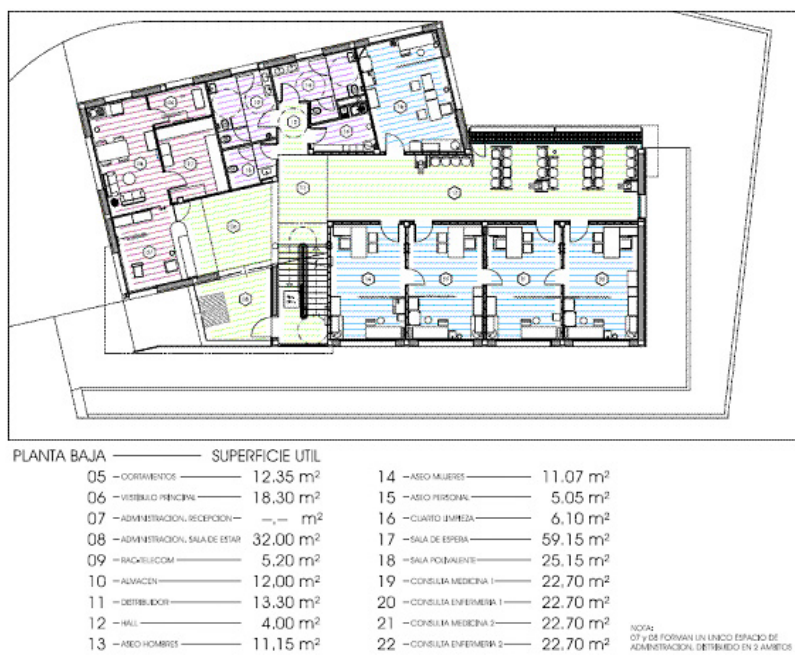 PLANTA BAJA SUPERFICIE UTIL
05 - CORTAVIENTOS 12.35 m²
06 - VESTIBULO PRINCIPAL 18.30 m²
07 - ADMINISTRACION. RECEPCION --.-- m²
08 - ADMINISTRACION. SALA DE ESTAR 32.00 m²
09 - RAC+TELECOM 5.20 m²
10 - ALMACEN 12,00 m²
11 - DISTRIBUIDOR 13.30 m²
12 - HALL 4.00 m²
13 - ASEO HOMBRES 11,15 m²
14 - ASEO MUJERES 11.07 m²
15 - ASEO PERSONAL 5.05 m²
16 - CUARTO LIMPIEZA 6,10 m²
17 - SALA DE ESPERA 59.15 m²
18 - SALA POLIVALENTE 25.15 m²
19 - CONSULTA MEDICINA 1 22.70 m²
20 - CONSULTA ENFERMERIA 1 22.70 m²
21 - CONSULTA MEDICINA 2 22.70 m²
22 - CONSULTA ENFERMERIA 2 22.70 m²
NOTA:
07 y 08 FORMAN UN UNICO ESPACIO DE
ADMINISTRACION, DISTRIBUIDO EN 2 AMBITOS